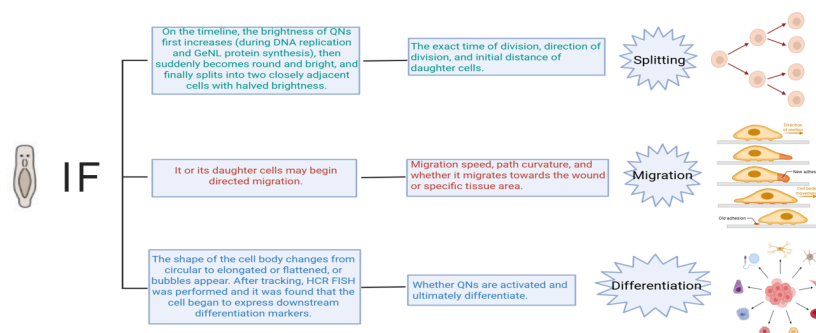 On the timeline, the brightness of QNs
first increases (during DNA replication
and GeNL protein synthesis), then
suddenly becomes round and bright, and
finally splits into two closely adjacent
cells with halved brightness.
The exact time of division, direction of
division, and initial distance of
daughter cells.
Splitting
IF
It or its daughter cells may begin
directed migration.
Migration speed, path curvature, and
whether it migrates towards the wound
or specific tissue area.
Migration
Direction
of motion
New adhesion
Cell body
Old adhesion
The shape of the cell body changes from
circular to elongated or flattened, or
bubbles appear. After tracking, HCR FISH
was performed and it was found that the
cell began to express downstream
differentiation markers.
Whether QNs are activated and
ultimately differentiate.
Differentiation